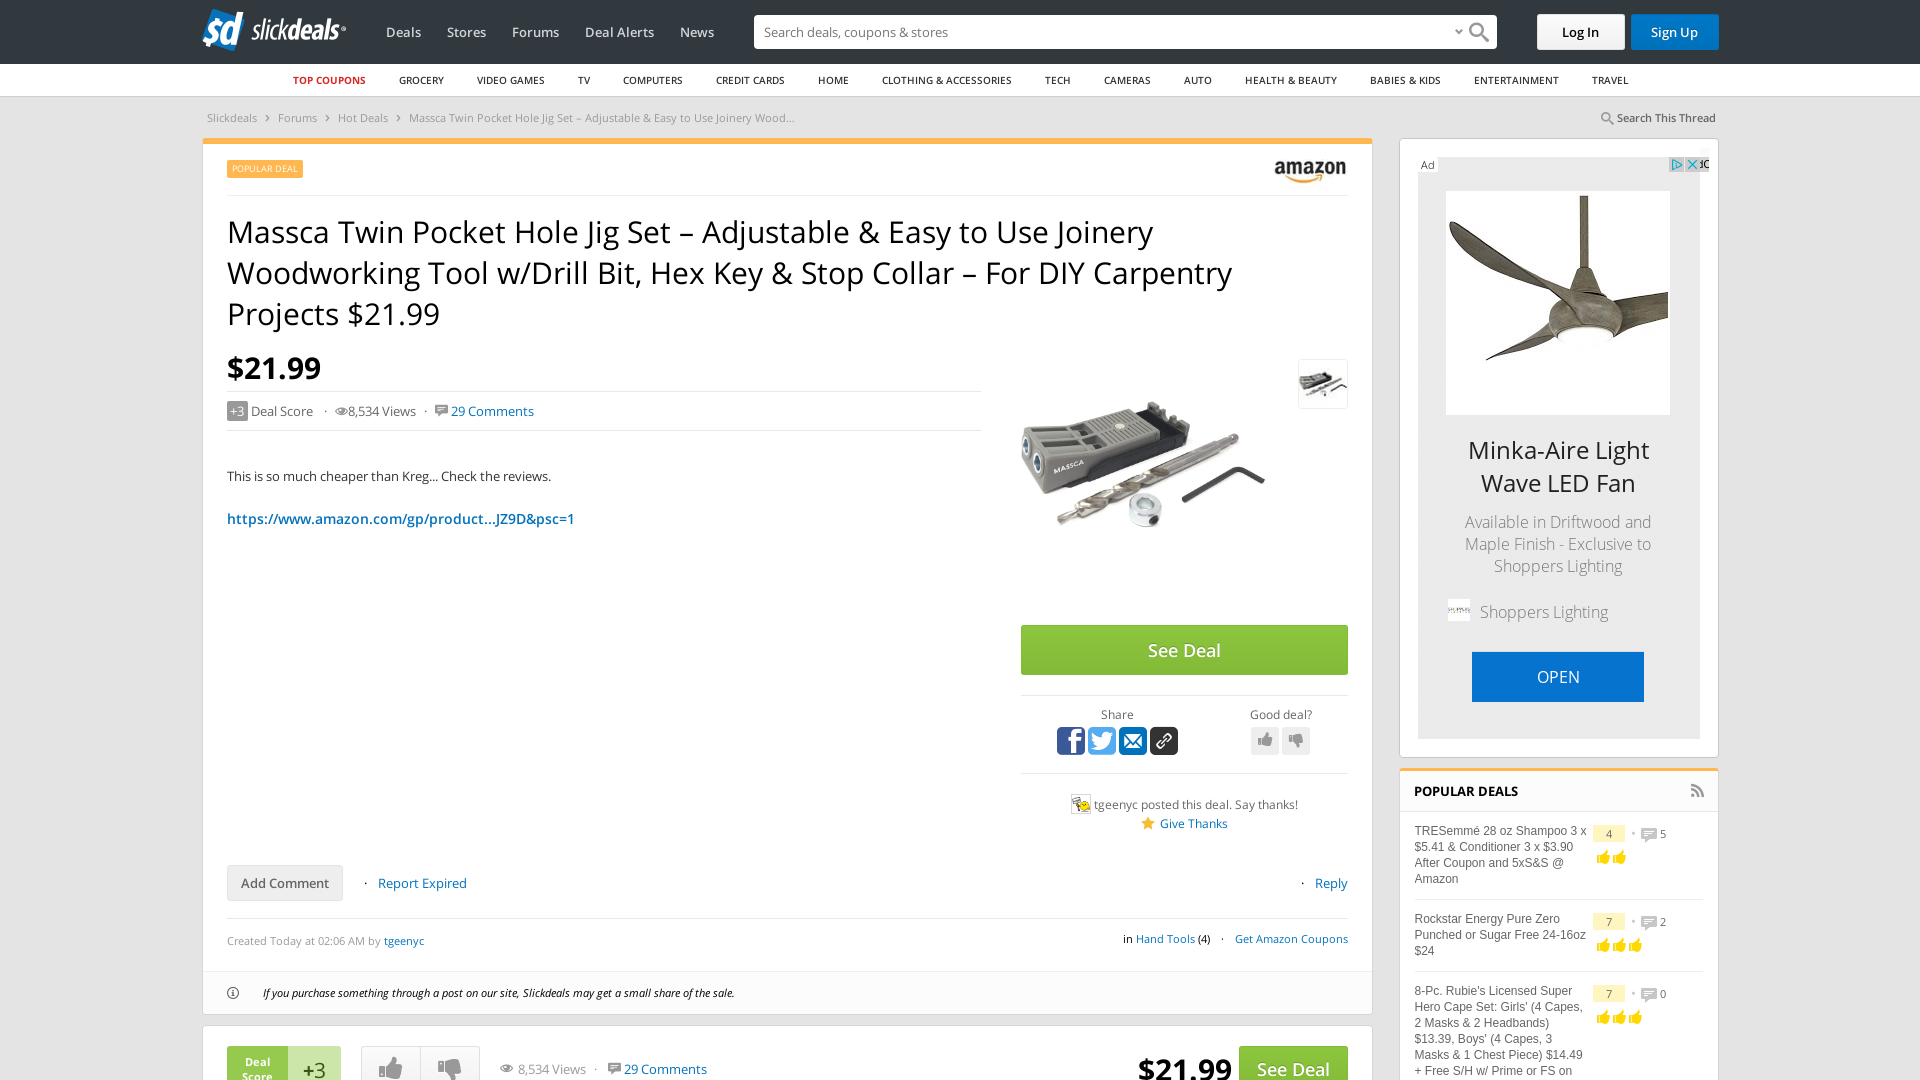 slickdeals
Deals
Stores
Forums
Deal Alerts
News
Search deals, coupons & stores
Log In
Sign Up
TOP COUPONS
GROCERY
VIDEO GAMES
TV
COMPUTERS
CREDIT CARDS
HOME
CLOTHING & ACCESSORIES
TECH
CAMERAS
AUTO
HEALTH & BEAUTY
BABIES & KIDS
ENTERTAINMENT
TRAVEL
Slickdeals › Forums › Hot Deals › Massca Twin Pocket Hole Jig Set – Adjustable & Easy to Use Joinery Wood...
Search This Thread
POPULAR DEAL
amazon
Massca Twin Pocket Hole Jig Set – Adjustable & Easy to Use Joinery
Woodworking Tool w/Drill Bit, Hex Key & Stop Collar – For DIY Carpentry
Projects $21.99
$21.99
+3 Deal Score · 8,534 Views · 29 Comments
This is so much cheaper than Kreg... Check the reviews.
https://www.amazon.com/gp/product...JZ9D&psc=1
MASSCA
See Deal
Share
Good deal?
tgeenyc posted this deal. Say thanks!
Give Thanks
Add Comment
· Report Expired
· Reply
Created Today at 02:06 AM by tgeenyc
in Hand Tools (4) · Get Amazon Coupons
If you purchase something through a post on our site, Slickdeals may get a small share of the sale.
Deal
Score
+3
8,534 Views · 29 Comments
$21.99
See Deal
Ad
Minka-Aire Light
Wave LED Fan
Available in Driftwood and
Maple Finish - Exclusive to
Shoppers Lighting
Shoppers Lighting
OPEN
POPULAR DEALS
TRESemmé 28 oz Shampoo 3 x
$5.41 & Conditioner 3 x $3.90
After Coupon and 5xS&S @
Amazon
4 • 5
Rockstar Energy Pure Zero
Punched or Sugar Free 24-16oz
$24
7 • 2
8-Pc. Rubie's Licensed Super
Hero Cape Set: Girls' (4 Capes,
2 Masks & 2 Headbands)
$13.39, Boys' (4 Capes, 3
Masks & 1 Chest Piece) $14.49
+ Free S/H w/ Prime or FS on
7 • 0